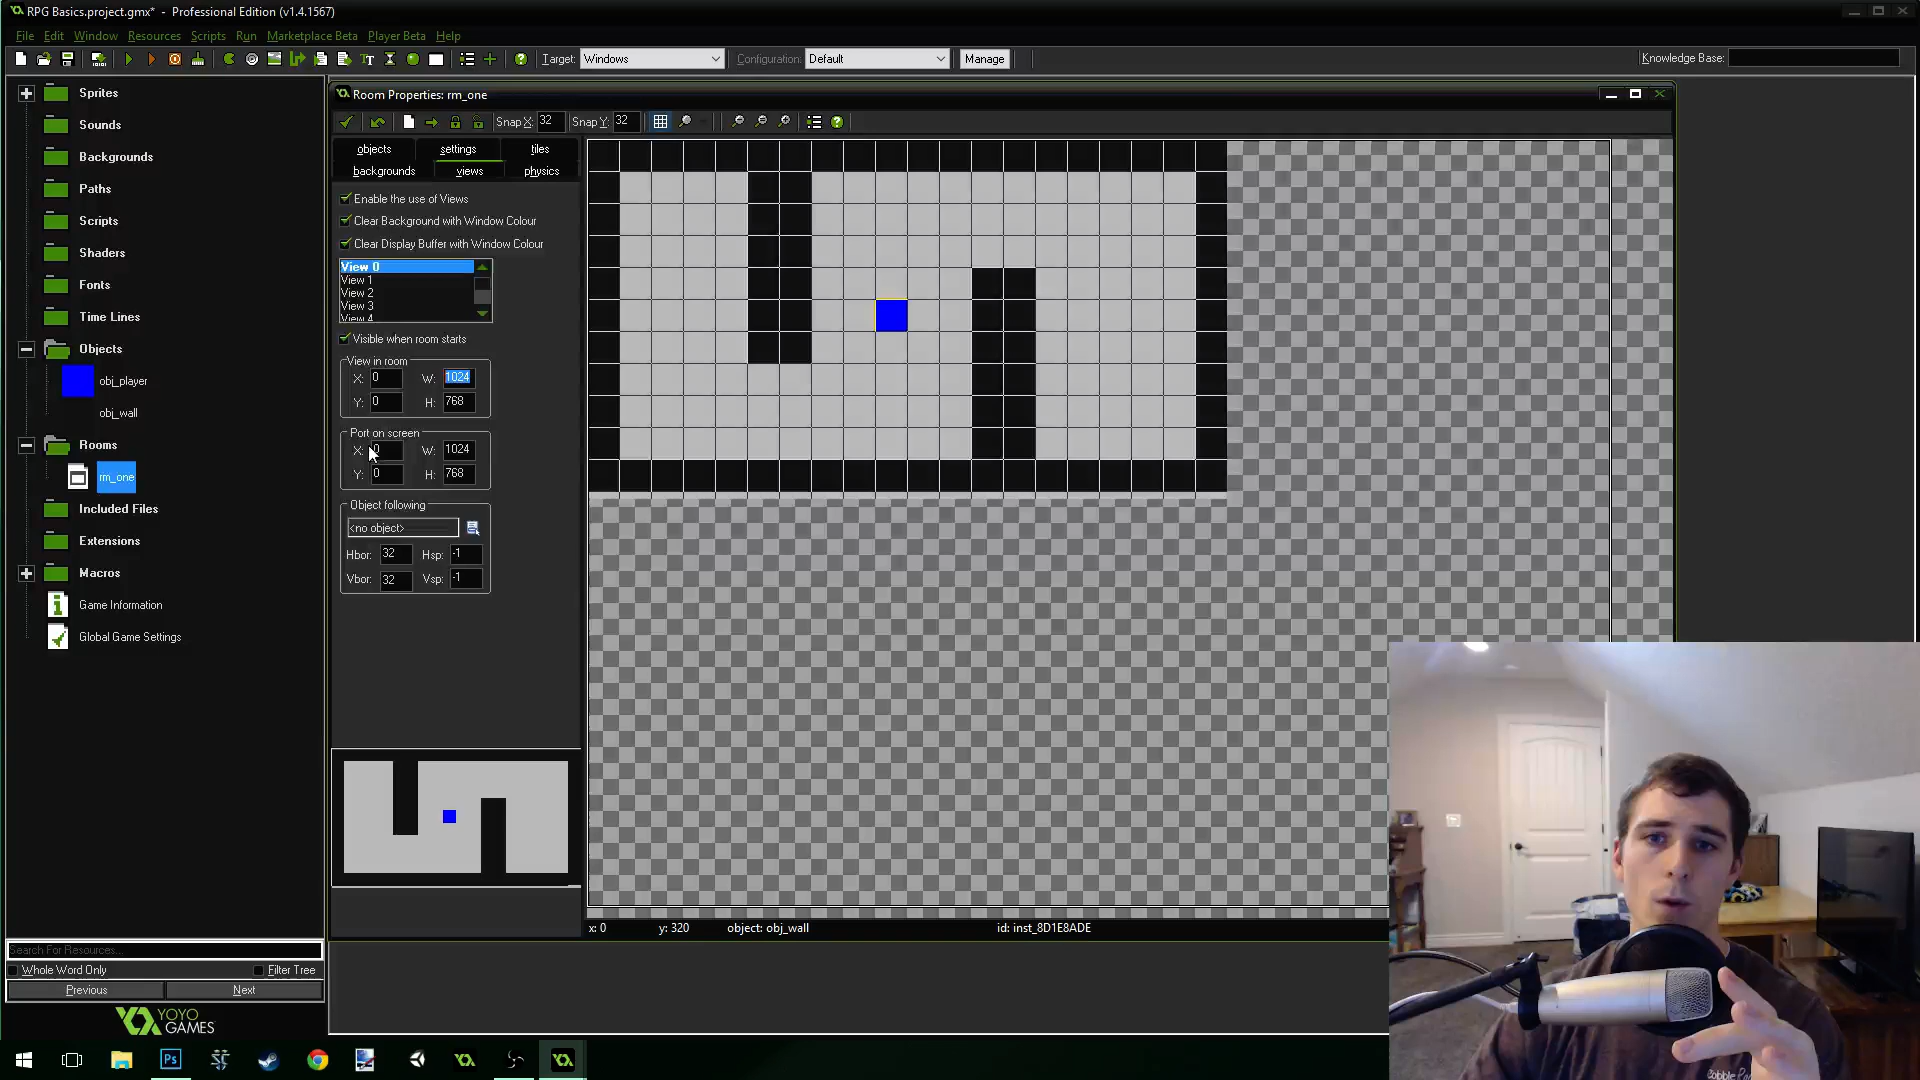 RPG Basics.project.gmx* - Professional Edition (v1.4.1567)
File Edit Window Resources Scripts Run Marketplace Beta Player Beta Help
Target: Windows Configuration: Default Manage Knowledge Base:
Sprites
Sounds
Backgrounds
Paths
Scripts
Shaders
Fonts
Time Lines
Objects
obj_player
obj_wall
Rooms
rm_one
Included Files
Extensions
Macros
Game Information
Global Game Settings
Search For Resources...
Whole Word Only Filter Tree
Previous Next
YOYO
GAMES
Room Properties: rm_one
Snap X: 32 Snap Y: 32
objects settings tiles
backgrounds views physics
Enable the use of Views
Clear Background with Window Colour
Clear Display Buffer with Window Colour
View 0
View 1
View 2
View 3
View 4
Visible when room starts
View in room
X: 0 W: 1024
Y: 0 H: 768
Port on screen
X: 0 W: 1024
Y: 0 H: 768
Object following
<no object>
Hbor: 32 Hsp: -1
Vbor: 32 Vsp: -1
x: 0 y: 320 object: obj_wall id: inst_8D1E8ADE
Ps